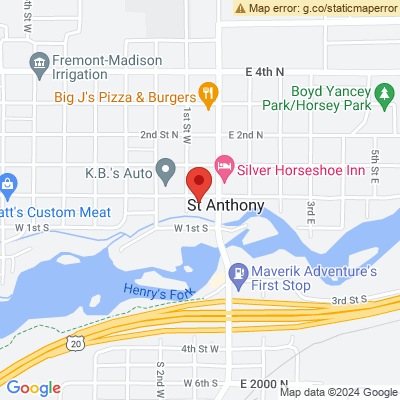 Map error: g.co/staticmaperror
4th St W
Fremont-Madison
Irrigation
E 4th N
Boyd Yancey
Park/Horsey Park
Big J's Pizza & Burgers
1st St W
2nd St N
E 2nd N
5th St E
K.B.'s Auto
Silver Horseshoe Inn
att's Custom Meat
St Anthony
3rd E
W 1st S
W 1st S
Maverik Adventure's
First Stop
Henry's Fork
3rd St S
20
4th St W
S 2nd W
W 6th S
E 2000 N
Google
Map data ©2024 Google